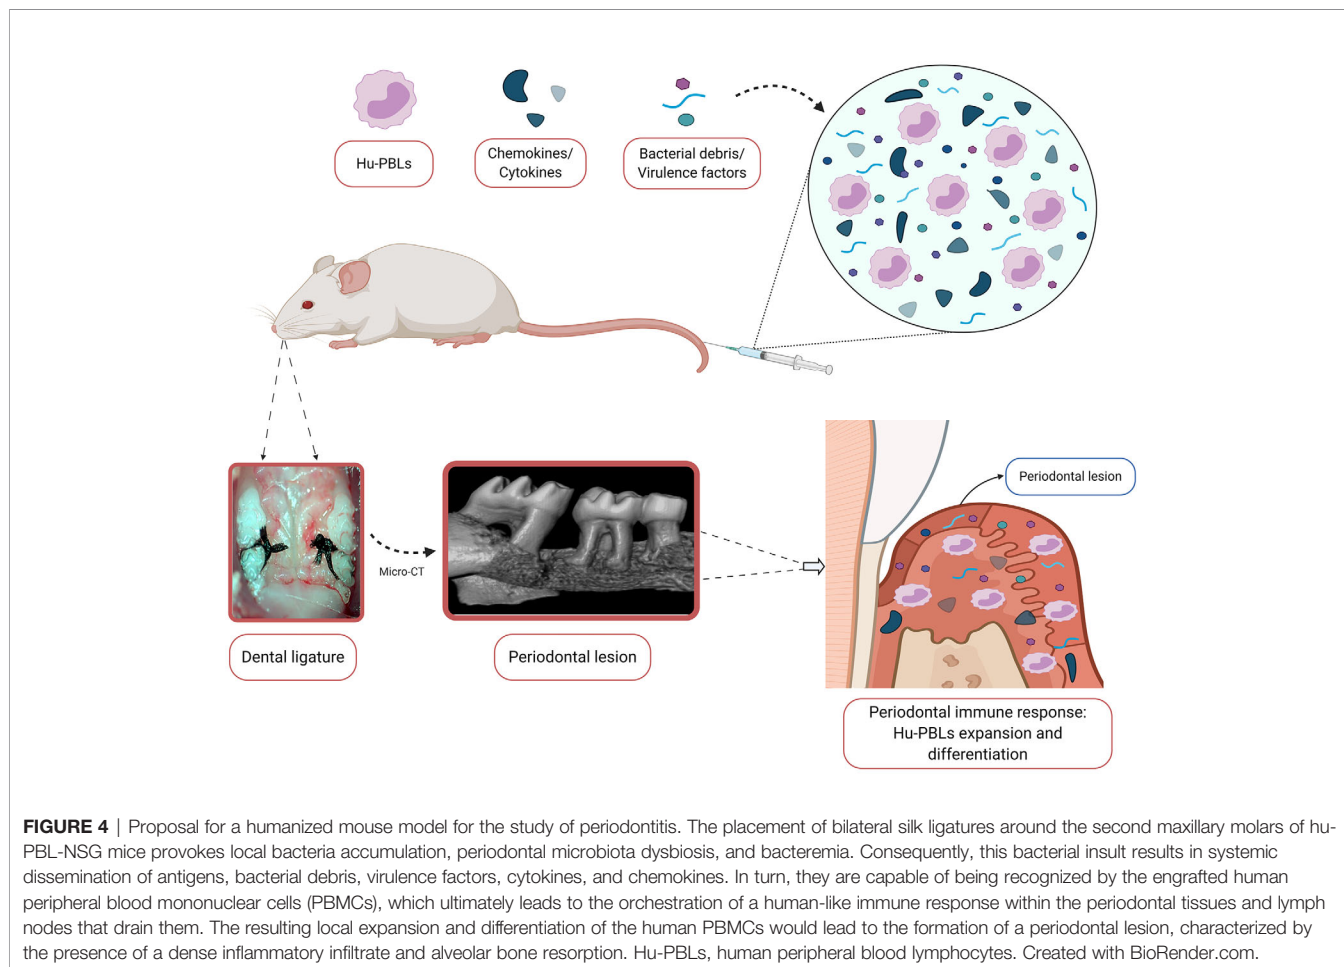 Hu-PBLs
Chemokines/
Cytokines
Bacterial debris/
Virulence factors
Periodontal lesion
Micro-CT
Dental ligature
Periodontal lesion
Periodontal immune response:
Hu-PBLs expansion and
differentiation
FIGURE 4 | Proposal for a humanized mouse model for the study of periodontitis. The placement of bilateral silk ligatures around the second maxillary molars of hu-
PBL-NSG mice provokes local bacteria accumulation, periodontal microbiota dysbiosis, and bacteremia. Consequently, this bacterial insult results in systemic
dissemination of antigens, bacterial debris, virulence factors, cytokines, and chemokines. In turn, they are capable of being recognized by the engrafted human
peripheral blood mononuclear cells (PBMCs), which ultimately leads to the orchestration of a human-like immune response within the periodontal tissues and lymph
nodes that drain them. The resulting local expansion and differentiation of the human PBMCs would lead to the formation of a periodontal lesion, characterized by
the presence of a dense inflammatory infiltrate and alveolar bone resorption. Hu-PBLs, human peripheral blood lymphocytes. Created with BioRender.com.